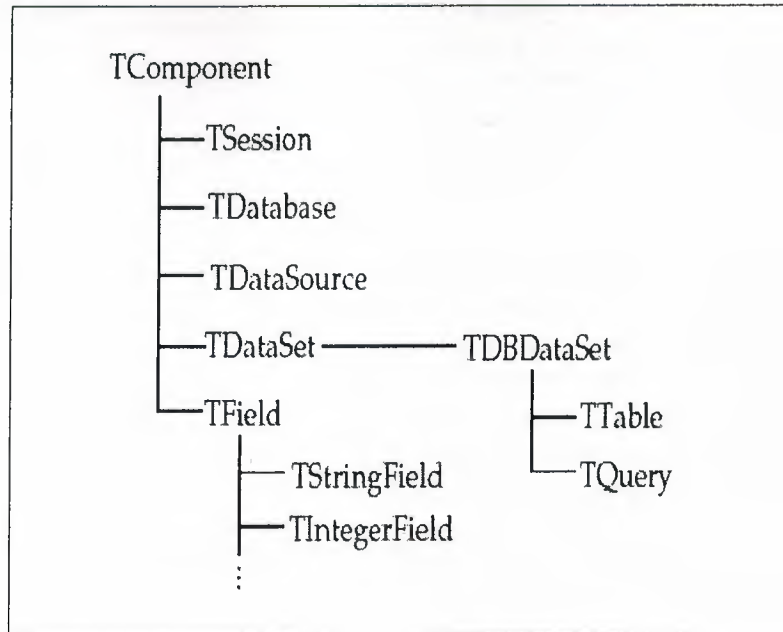 TComponent
TSession
TDatabase
TDataSource
TDataSet TDBDataSet
TField TTable
TStringField TQuery
TIntegerField
⋮